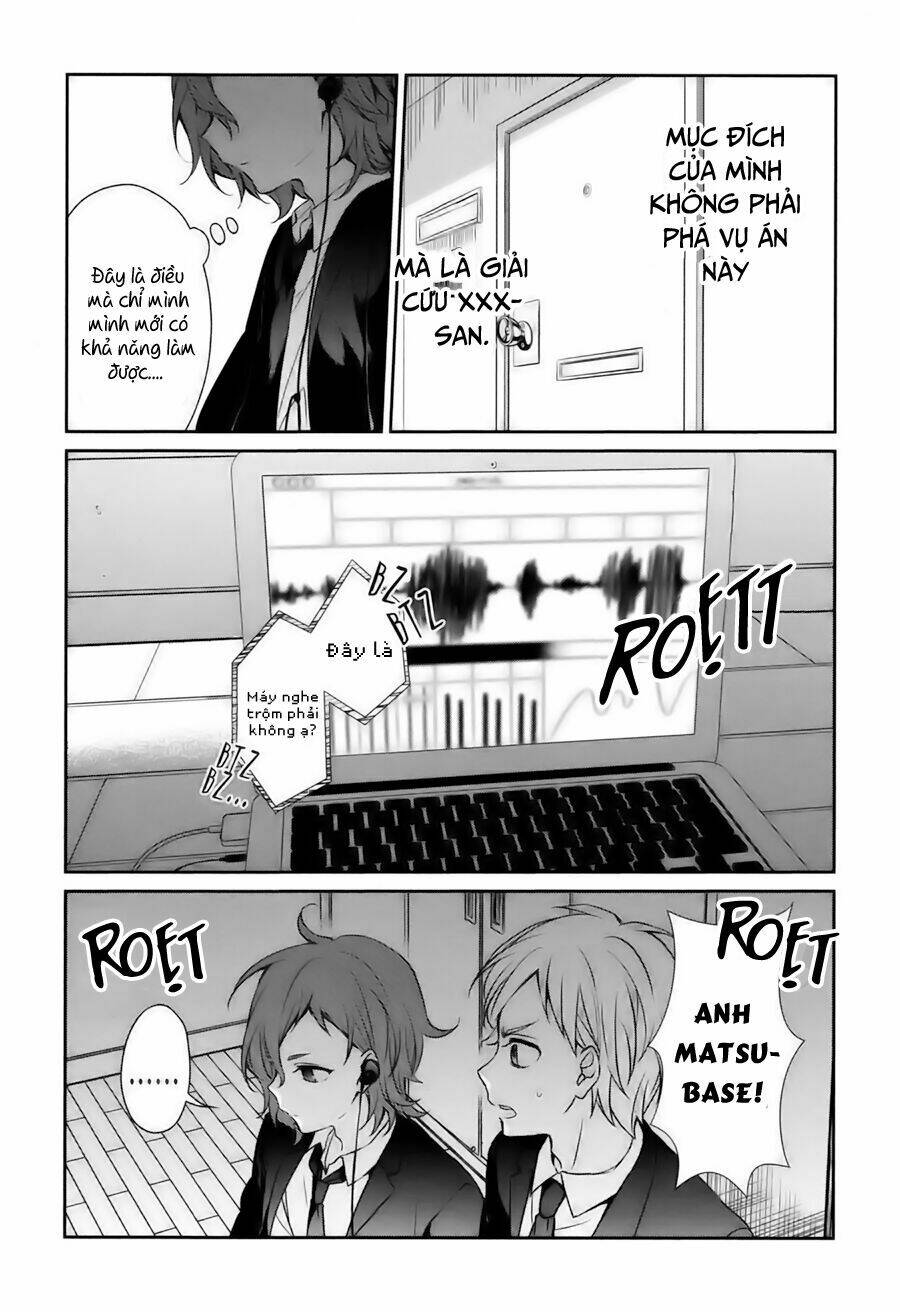 MỤC ĐÍCH
CỦA MÌNH
KHÔNG PHẢI
PHÁ VỤ ÁN
NÀY
MÀ LÀ GIẢI
CỨU XXX-
SAN.
Đây là điều
mà chỉ mình
mình mới có
khả năng làm
được....
BZ
BTZ
Đây là
Máy nghe
trộm phải
không ạ?
BTZ
BZ...
ROẸTT
ROẸT
ANH
MATSU-
BASE!
ROẸT
.......